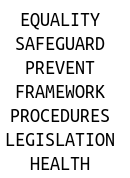 EQUALITY
SAFEGUARD
PREVENT
FRAMEWORK
PROCEDURES
LEGISLATION
HEALTH